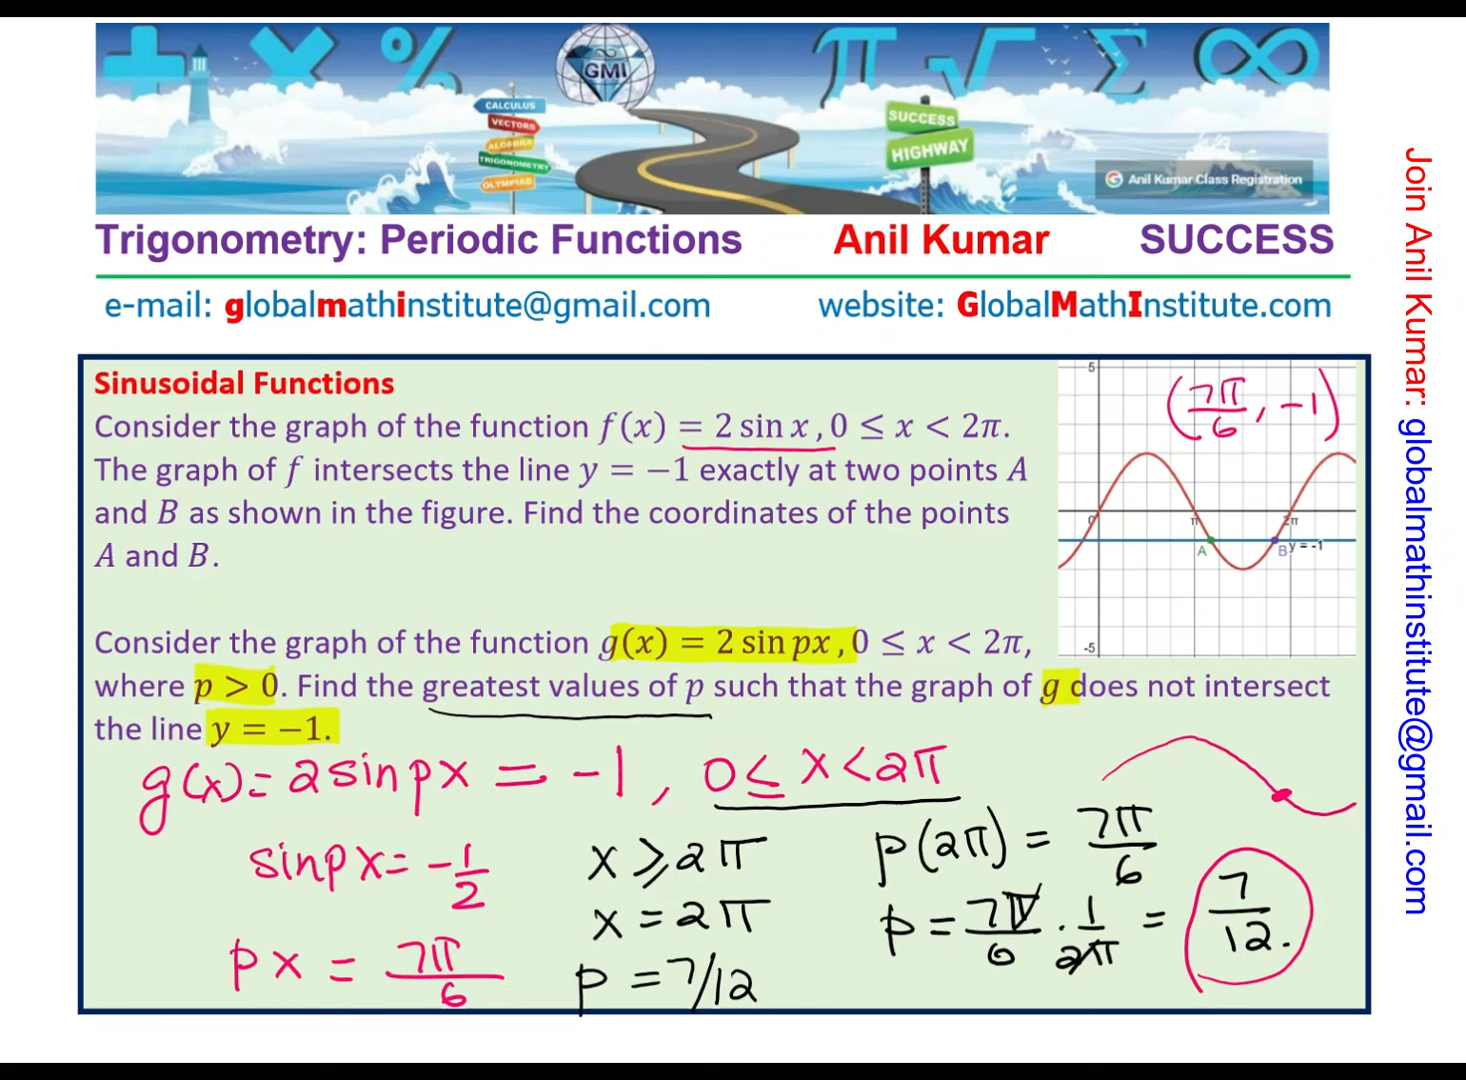 GMI
CALCULUS
VECTORS
ALGEBRA
TRIGONOMETRY
OLYMPIAD
SUCCESS
HIGHWAY
Anil Kumar Class Registration
Trigonometry: Periodic Functions Anil Kumar SUCCESS
e-mail: globalmathinstitute@gmail.com website: GlobalMathInstitute.com
Join Anil Kumar: globalmathinstitute@gmail.com
Sinusoidal Functions
Consider the graph of the function f(x) = 2 sin x , 0 ≤ x < 2π.
The graph of f intersects the line y = −1 exactly at two points A
and B as shown in the figure. Find the coordinates of the points
A and B.
5
(7π/6, -1)
0 π 2π
A B y = -1
-5
Consider the graph of the function g(x) = 2 sin px , 0 ≤ x < 2π,
where p > 0. Find the greatest values of p such that the graph of g does not intersect
the line y = −1.
g(x) = 2 sin px = -1, 0 ≤ x < 2π
sin px = -1/2
px = 7π/6
x ≥ 2π
x = 2π
p = 7/12
p(2π) = 7π/6
p = 7π/6 · 1/2π = 7/12.